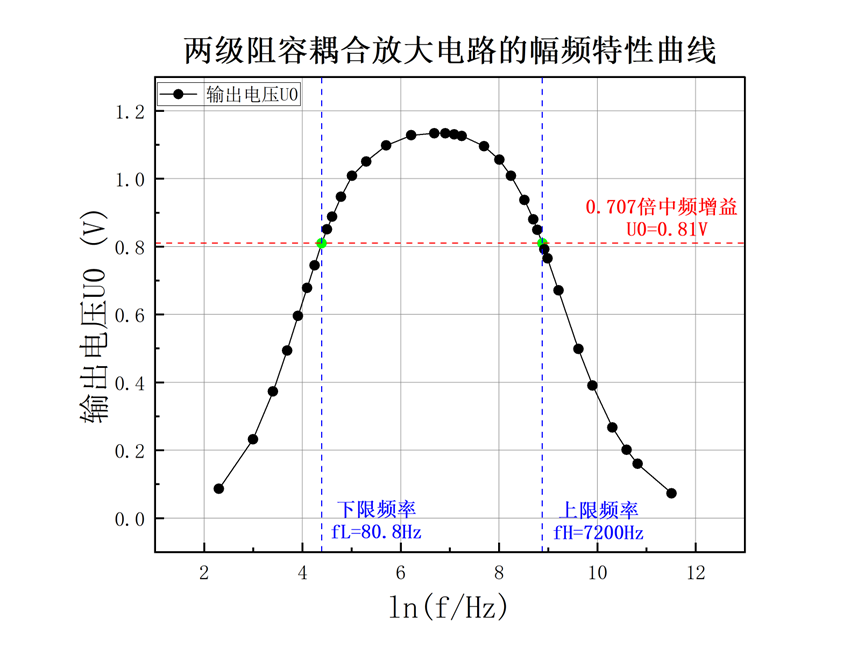 两级阻容耦合放大电路的幅频特性曲线
输出电压U0
1.2
1.0
0.8
0.6
0.4
0.2
0.0
输出电压U0 (V)
0.707倍中频增益
U0=0.81V
下限频率
fL=80.8Hz
上限频率
fH=7200Hz
2 4 6 8 10 12
ln(f/Hz)